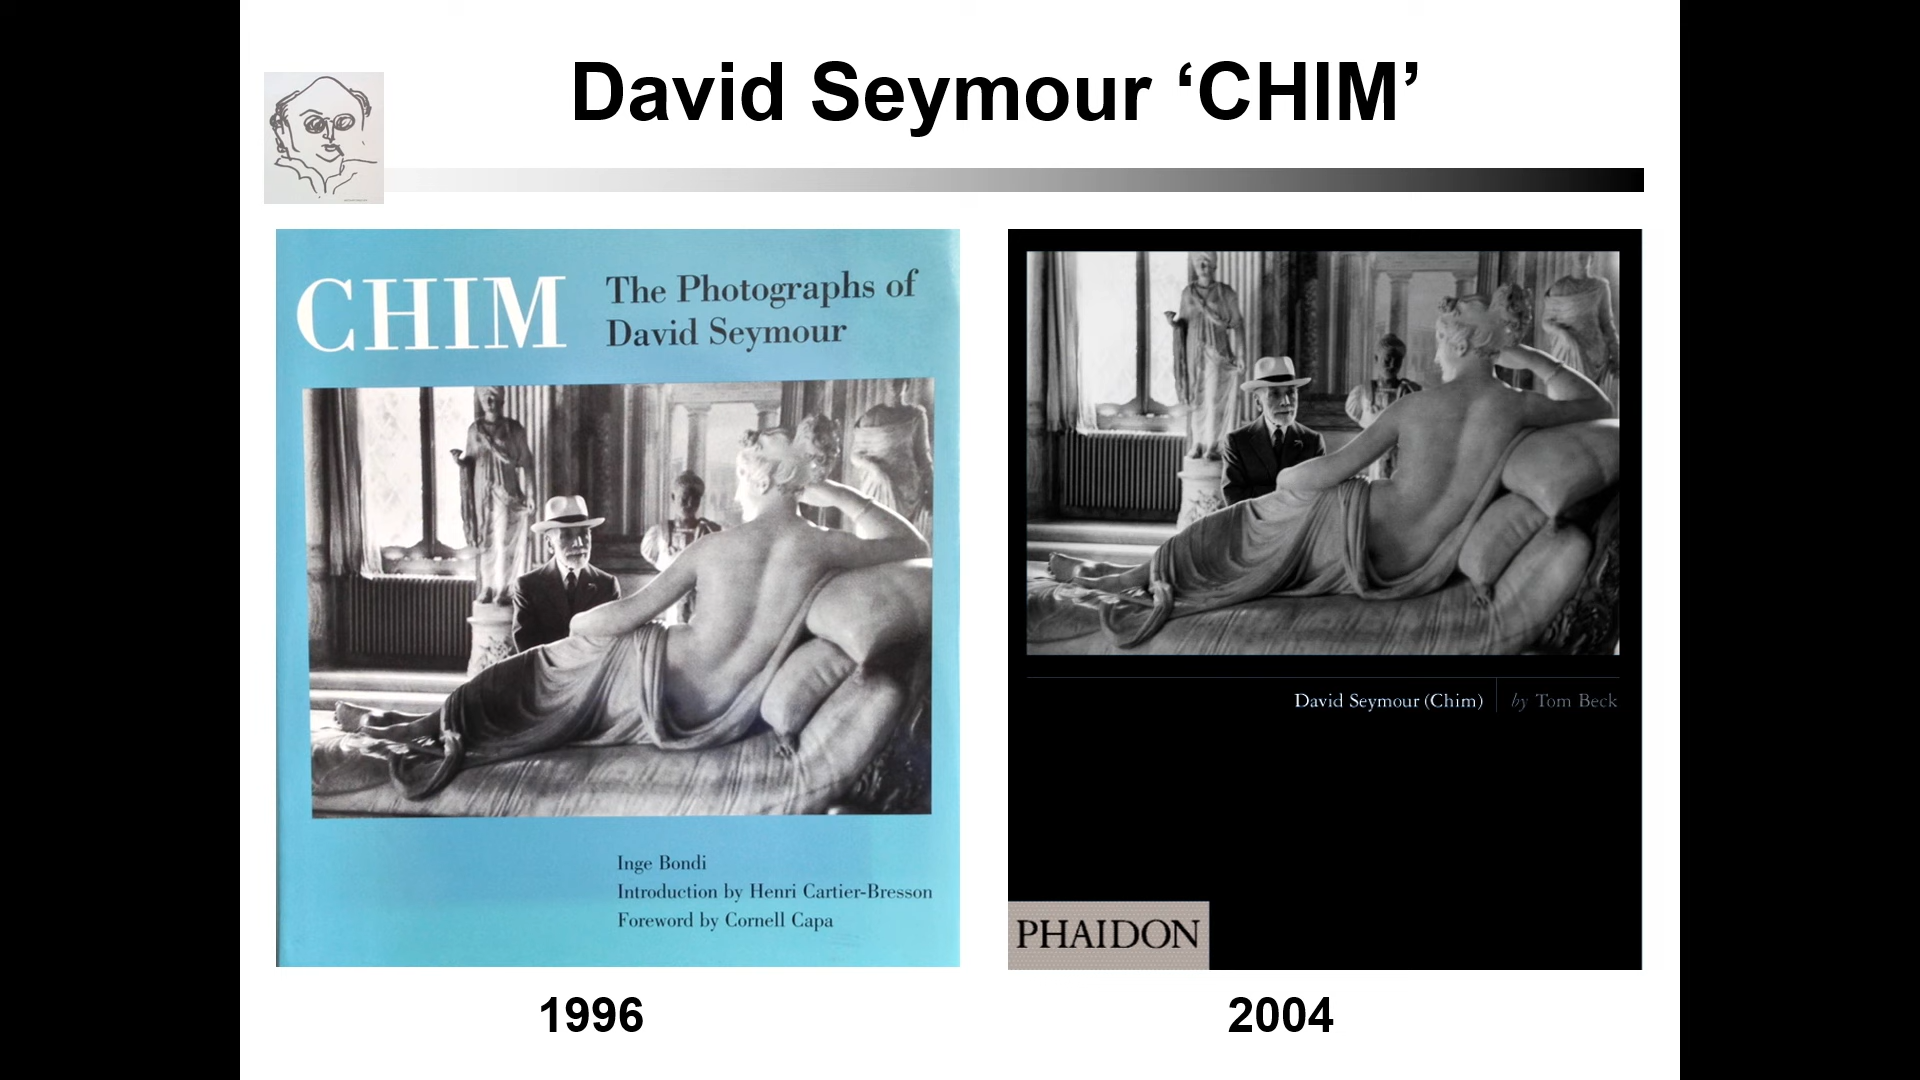 David Seymour ‘CHIM’
CHIM
The Photographs of
David Seymour
Inge Bondi
Introduction by Henri Cartier-Bresson
Foreword by Cornell Capa
1996
David Seymour (Chim)
by Tom Beck
PHAIDON
2004